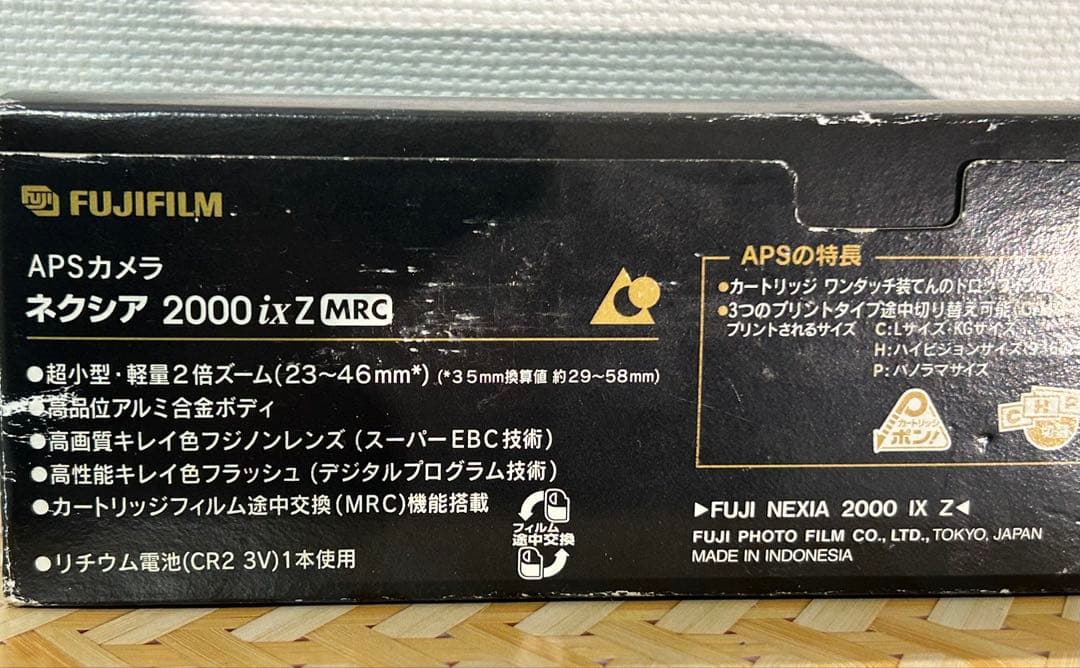 FUJI FUJIFILM
APSカメラ
ネクシア 2000 ix Z MRC
●超小型・軽量2倍ズーム(23～46mm*) (*35mm換算値 約29～58mm)
●高品位アルミ合金ボディ
●高画質キレイ色フジノンレンズ (スーパーEBC技術)
●高性能キレイ色フラッシュ (デジタルプログラム技術)
●カートリッジフィルム途中交換(MRC)機能搭載
フィルム
途中交換
●リチウム電池(CR2 3V)1本使用
APSの特長
●カートリッジ ワンタッチ装てんの
●3つのプリントタイプ途中切り替え可能
プリントされるサイズ C:Lサイズ・KGサイズ
H:ハイビジョンサイズ
P:パノラマサイズ
カートリッジ
ポン!
C H P
▶FUJI NEXIA 2000 IX Z◀
FUJI PHOTO FILM CO., LTD., TOKYO, JAPAN
MADE IN INDONESIA